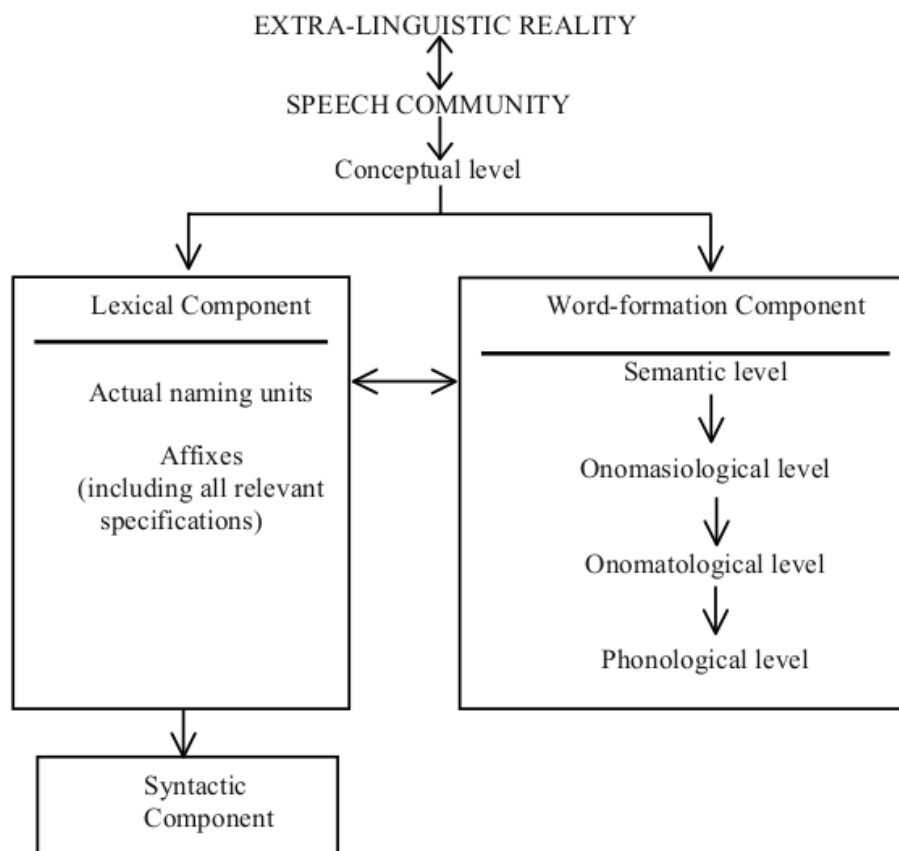 EXTRA-LINGUISTIC REALITY
SPEECH COMMUNITY
Conceptual level
Lexical Component
Actual naming units
Affixes
(including all relevant
specifications)
Word-formation Component
Semantic level
Onomasiological level
Onomatological level
Phonological level
Syntactic
Component